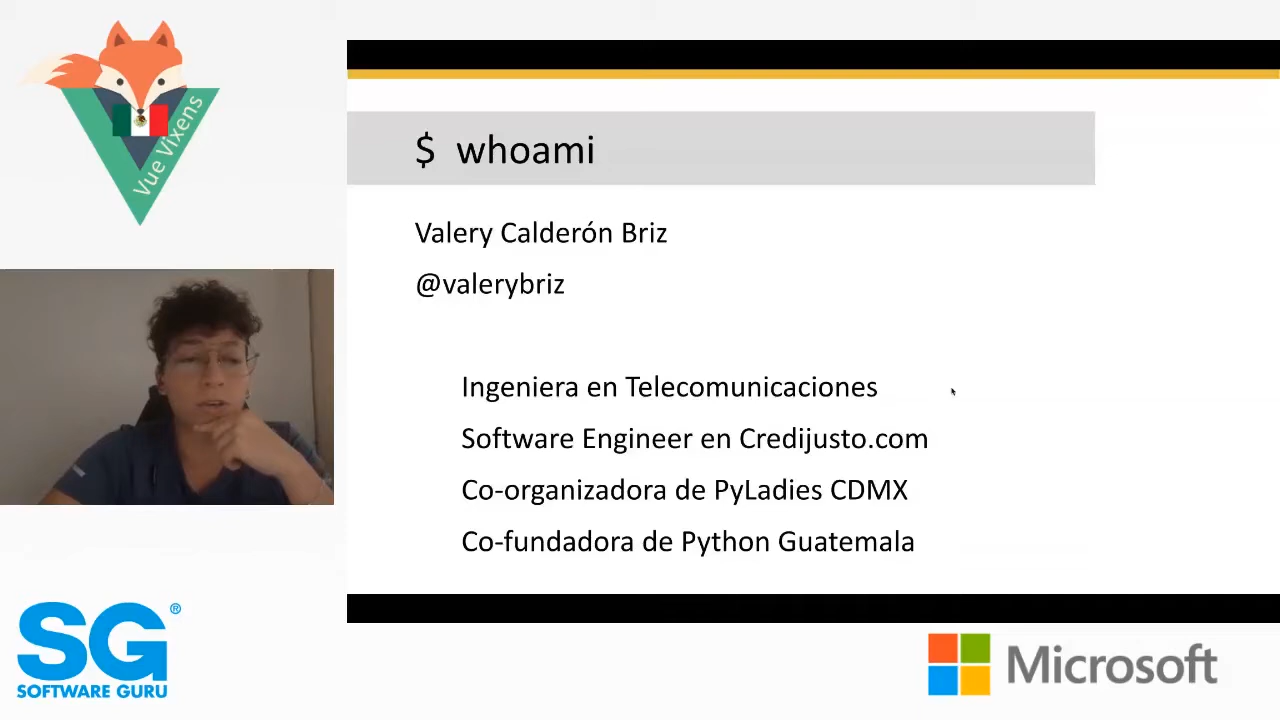 Vue Vixens
$ whoami
Valery Calderón Briz
@valerybriz
Ingeniera en Telecomunicaciones
Software Engineer en Credijusto.com
Co-organizadora de PyLadies CDMX
Co-fundadora de Python Guatemala
SG®
SOFTWARE GURU
Microsoft